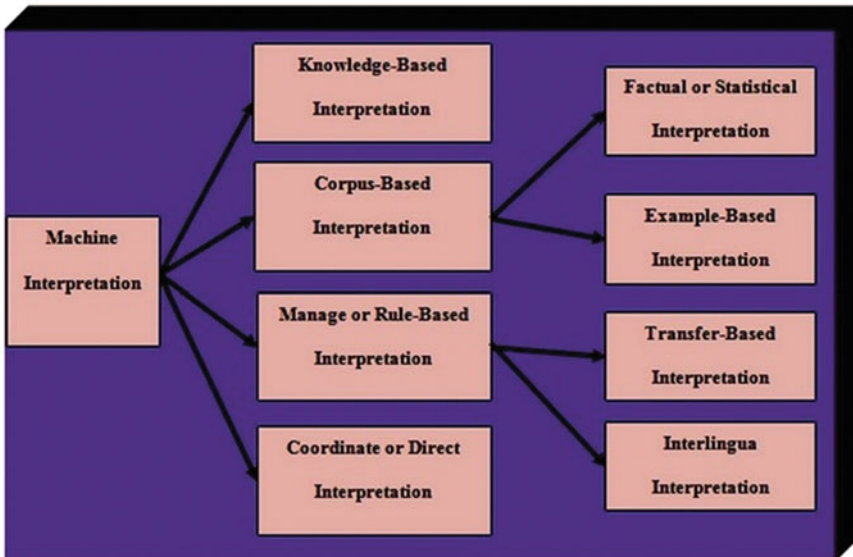 Machine
Interpretation
Knowledge-Based
Interpretation
Corpus-Based
Interpretation
Manage or Rule-Based
Interpretation
Coordinate or Direct
Interpretation
Factual or Statistical
Interpretation
Example-Based
Interpretation
Transfer-Based
Interpretation
Interlingua
Interpretation